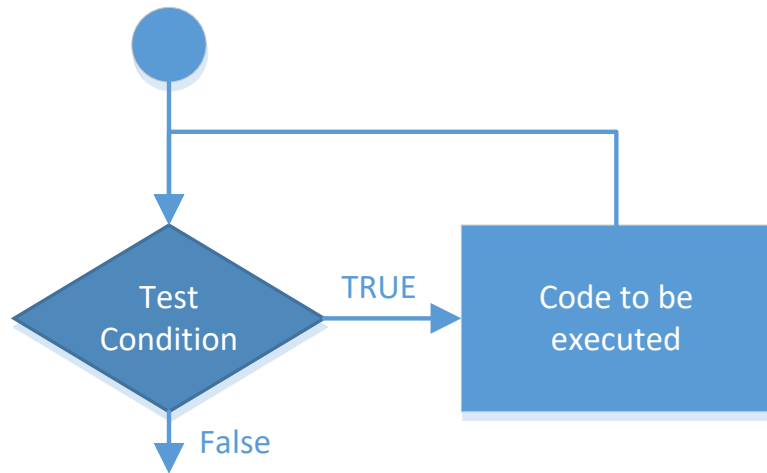 Test
Condition
TRUE
Code to be
executed
False